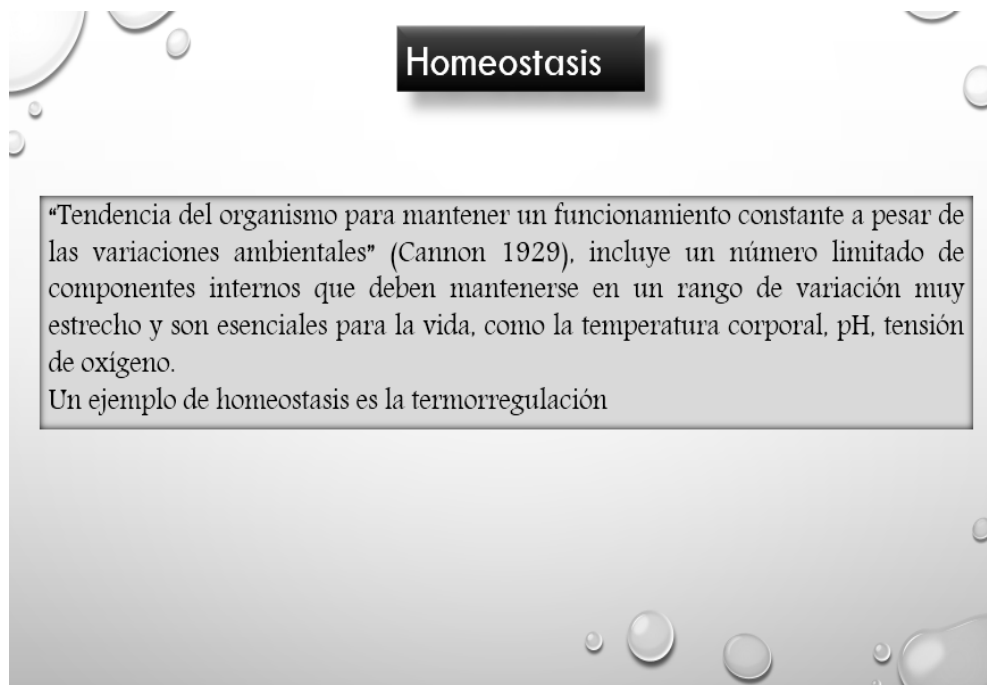 Homeostasis
“Tendencia del organismo para mantener un funcionamiento constante a pesar de
las variaciones ambientales” (Cannon 1929), incluye un número limitado de
componentes internos que deben mantenerse en un rango de variación muy
estrecho y son esenciales para la vida, como la temperatura corporal, pH, tensión
de oxígeno.
Un ejemplo de homeostasis es la termorregulación